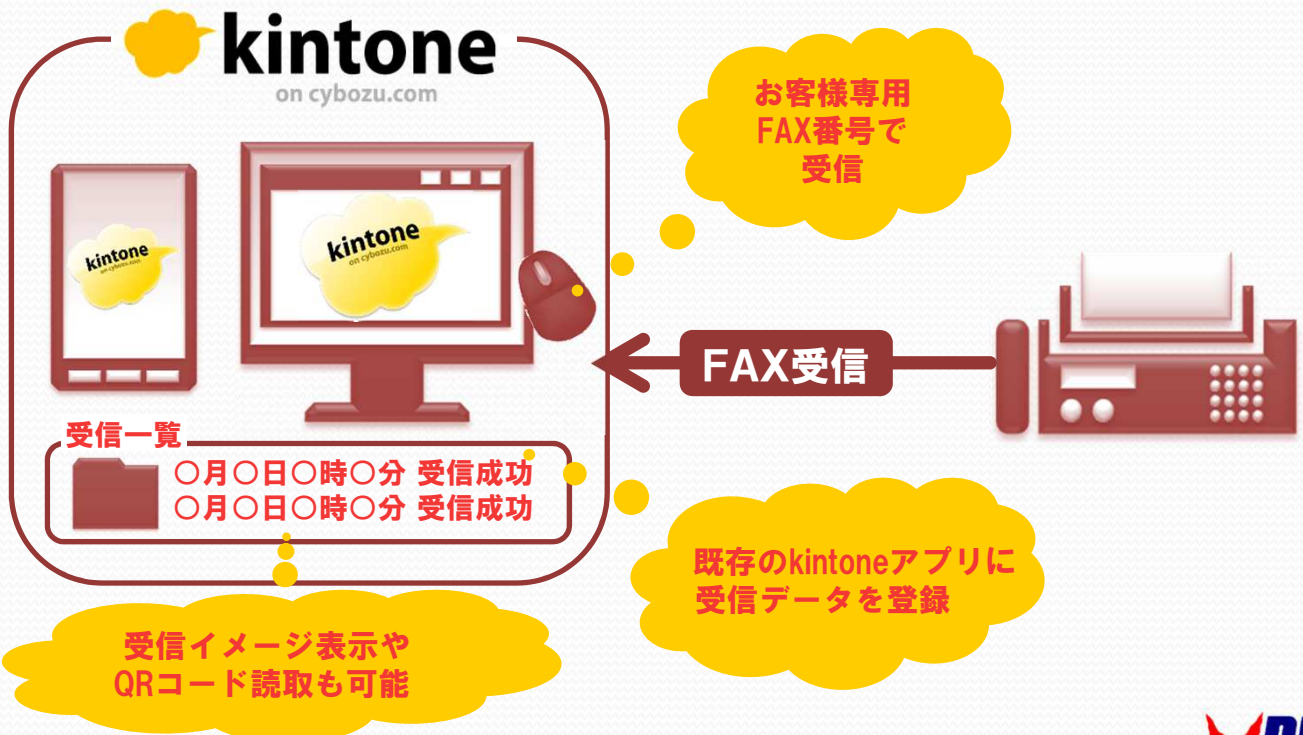 kintone
on cybozu.com
お客様専用
FAX番号で
受信
kintone
on cybozu.com
kintone
on cybozu.com
FAX受信
受信一覧
○月○日○時○分 受信成功
○月○日○時○分 受信成功
既存のkintoneアプリに
受信データを登録
受信イメージ表示や
QRコード読取も可能